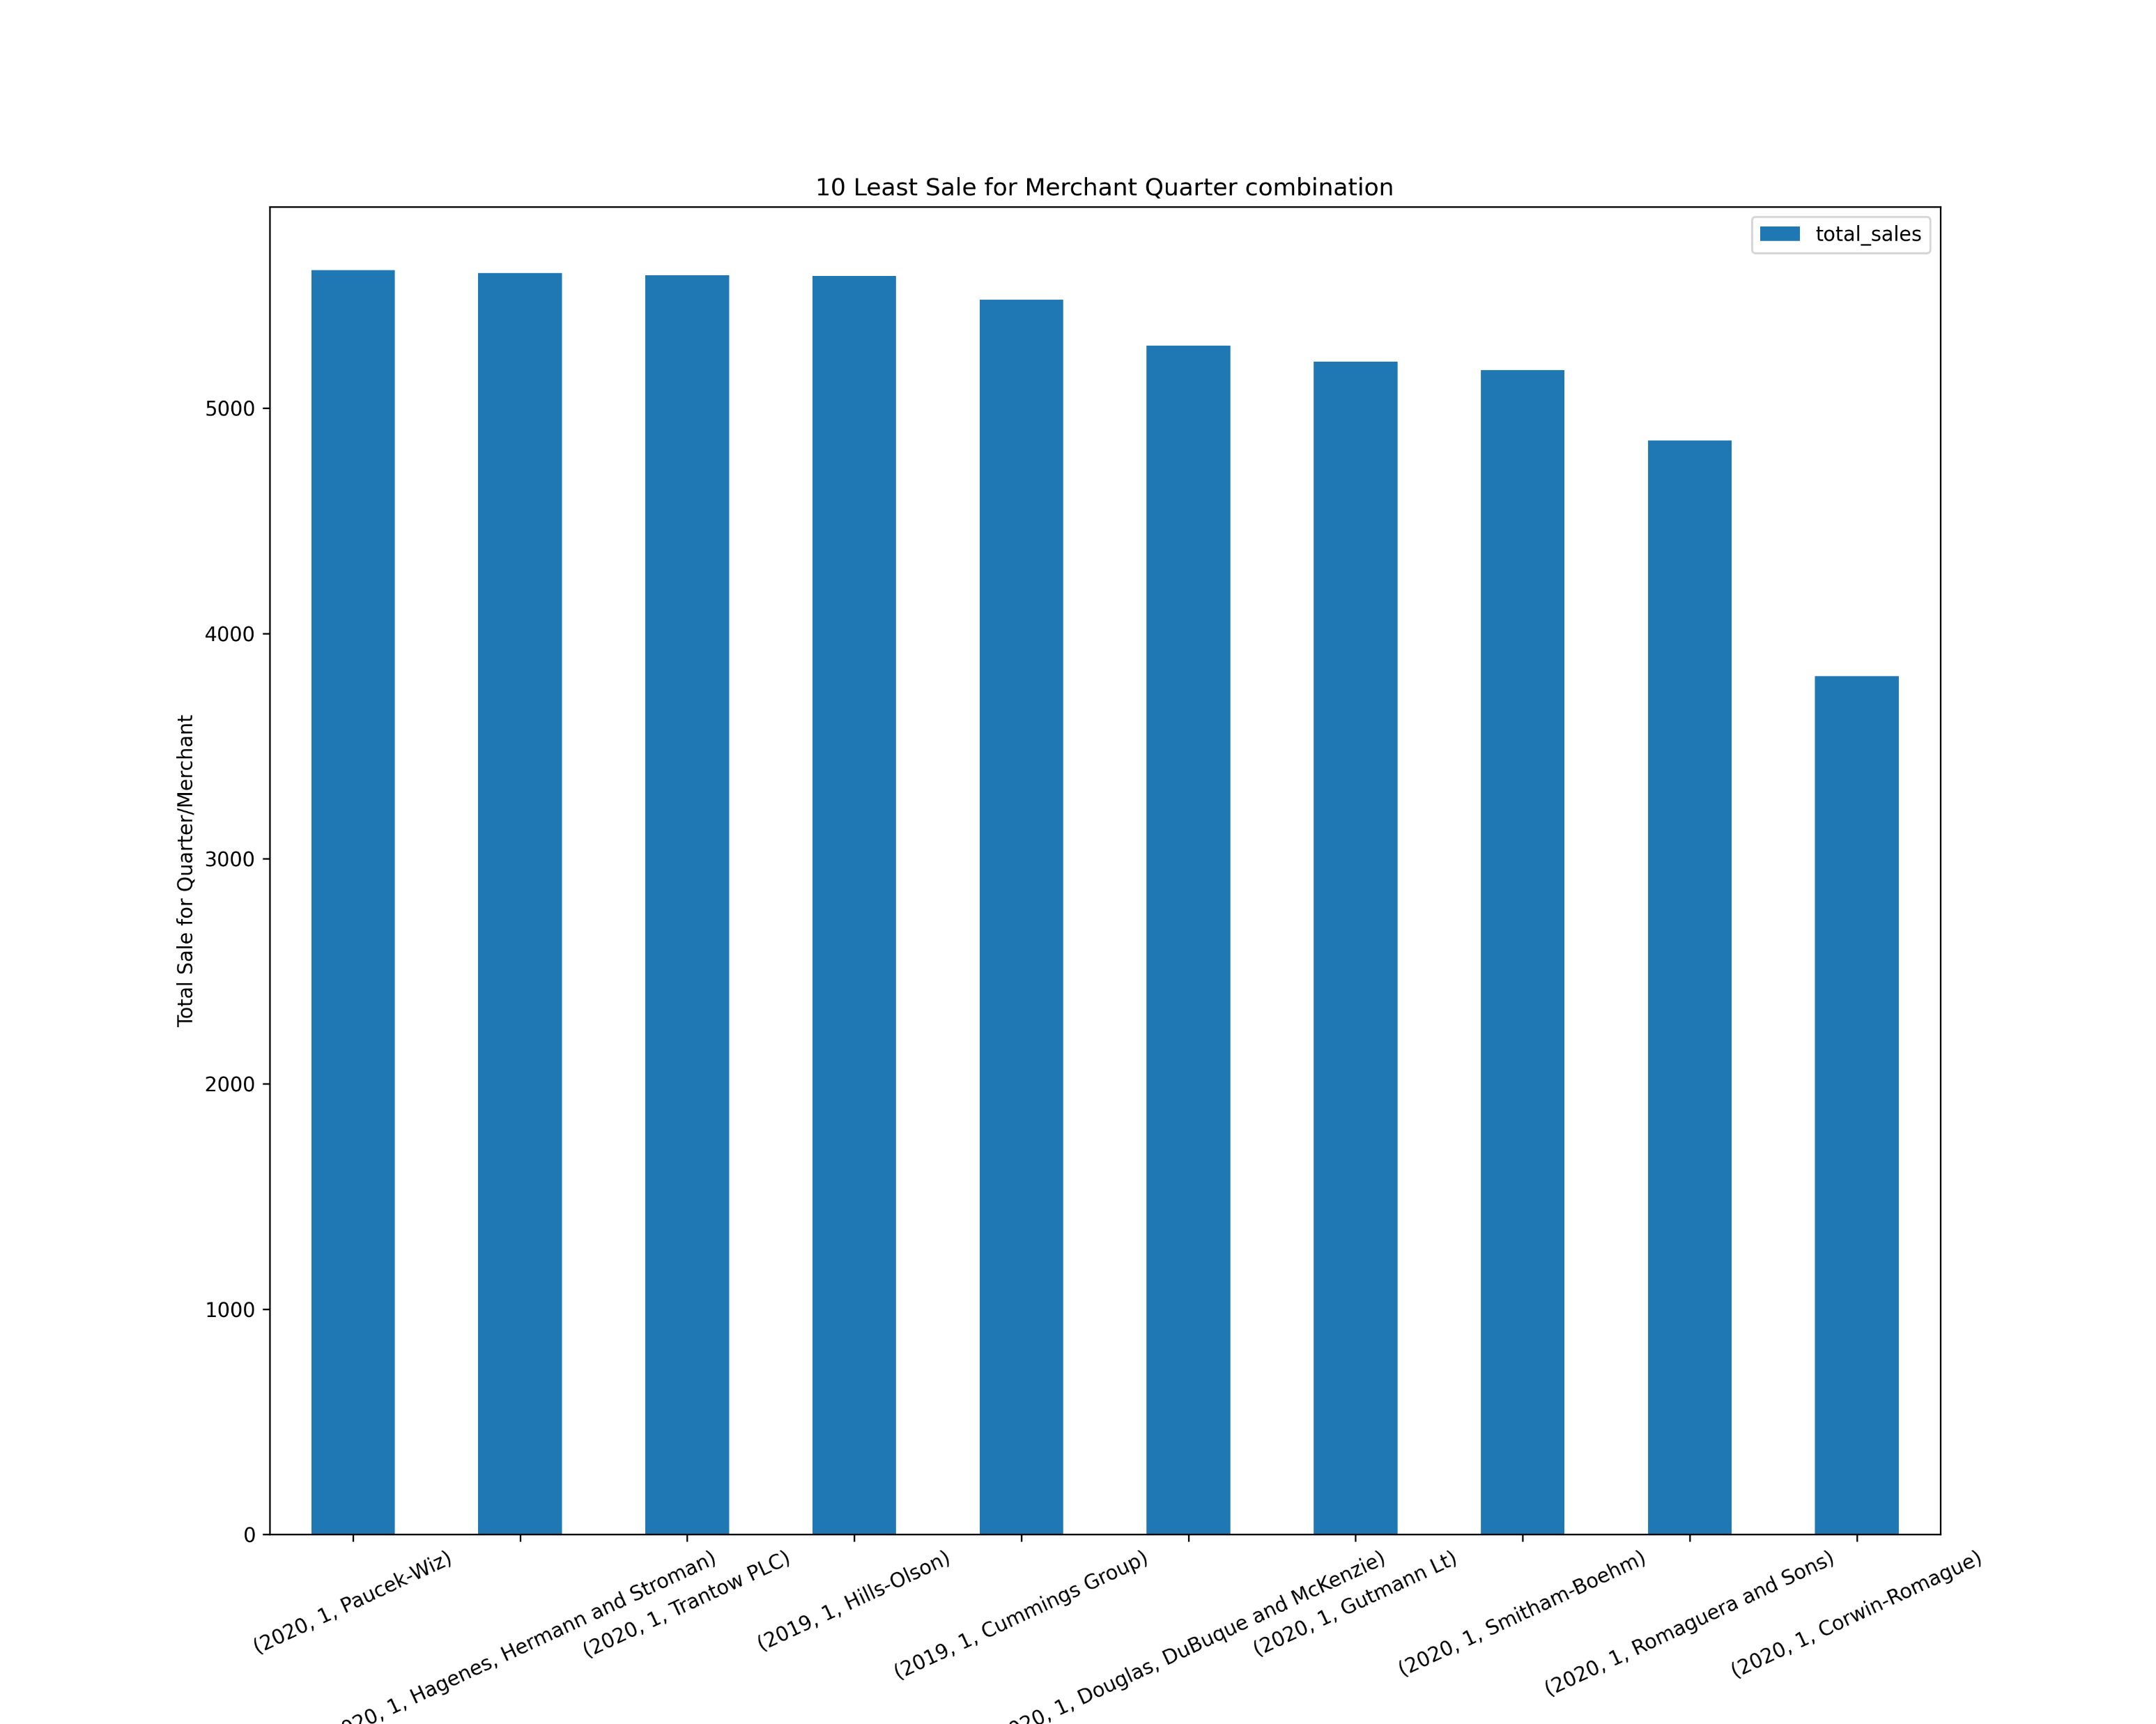 10 Least Sale for Merchant Quarter combination
total_sales
Total Sale for Quarter/Merchant
5000
4000
3000
2000
1000
0
(2020, 1, Paucek-Wiz)
020, 1, Hagenes, Hermann and Stroman)
(2020, 1, Trantow PLC)
(2019, 1, Hills-Olson)
(2019, 1, Cummings Group)
020, 1, Douglas, DuBuque and McKenzie)
(2020, 1, Gutmann Lt)
(2020, 1, Smitham-Boehm)
(2020, 1, Romaguera and Sons)
(2020, 1, Corwin-Romague)